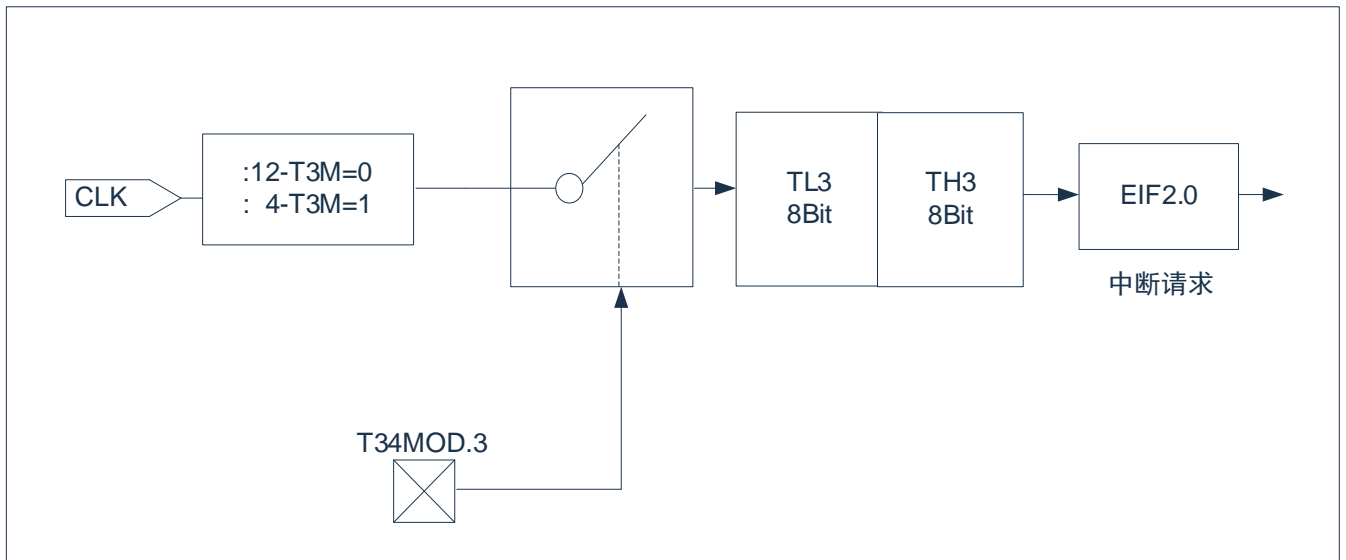 CLK
:12-T3M=0
: 4-T3M=1
TL3
8Bit
TH3
8Bit
EIF2.0
中断请求
T34MOD.3